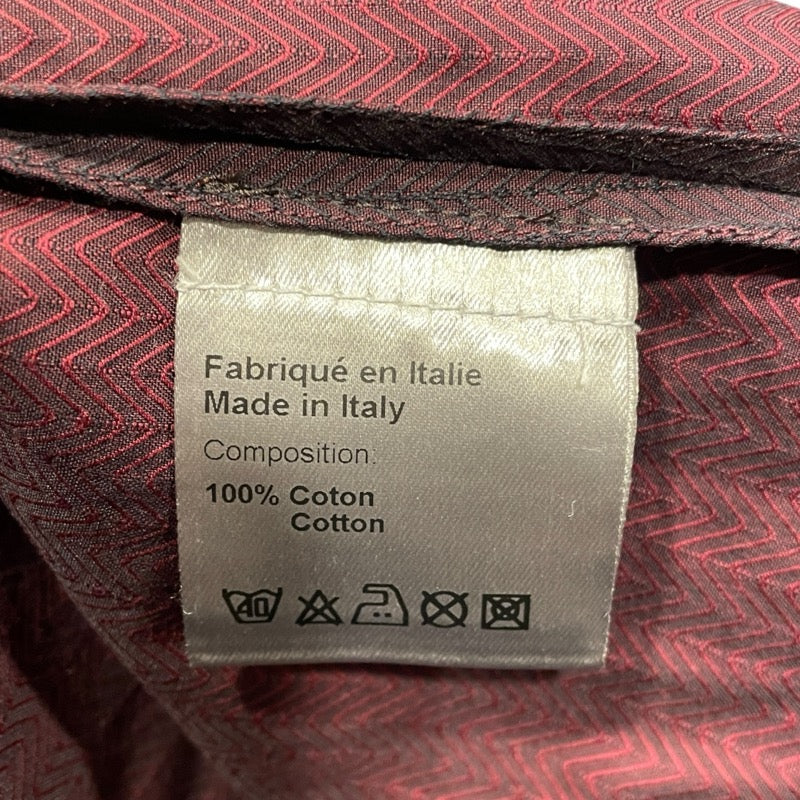 Fabriqué en Italie
Made in Italy
Composition:
100% Coton
Cotton
40